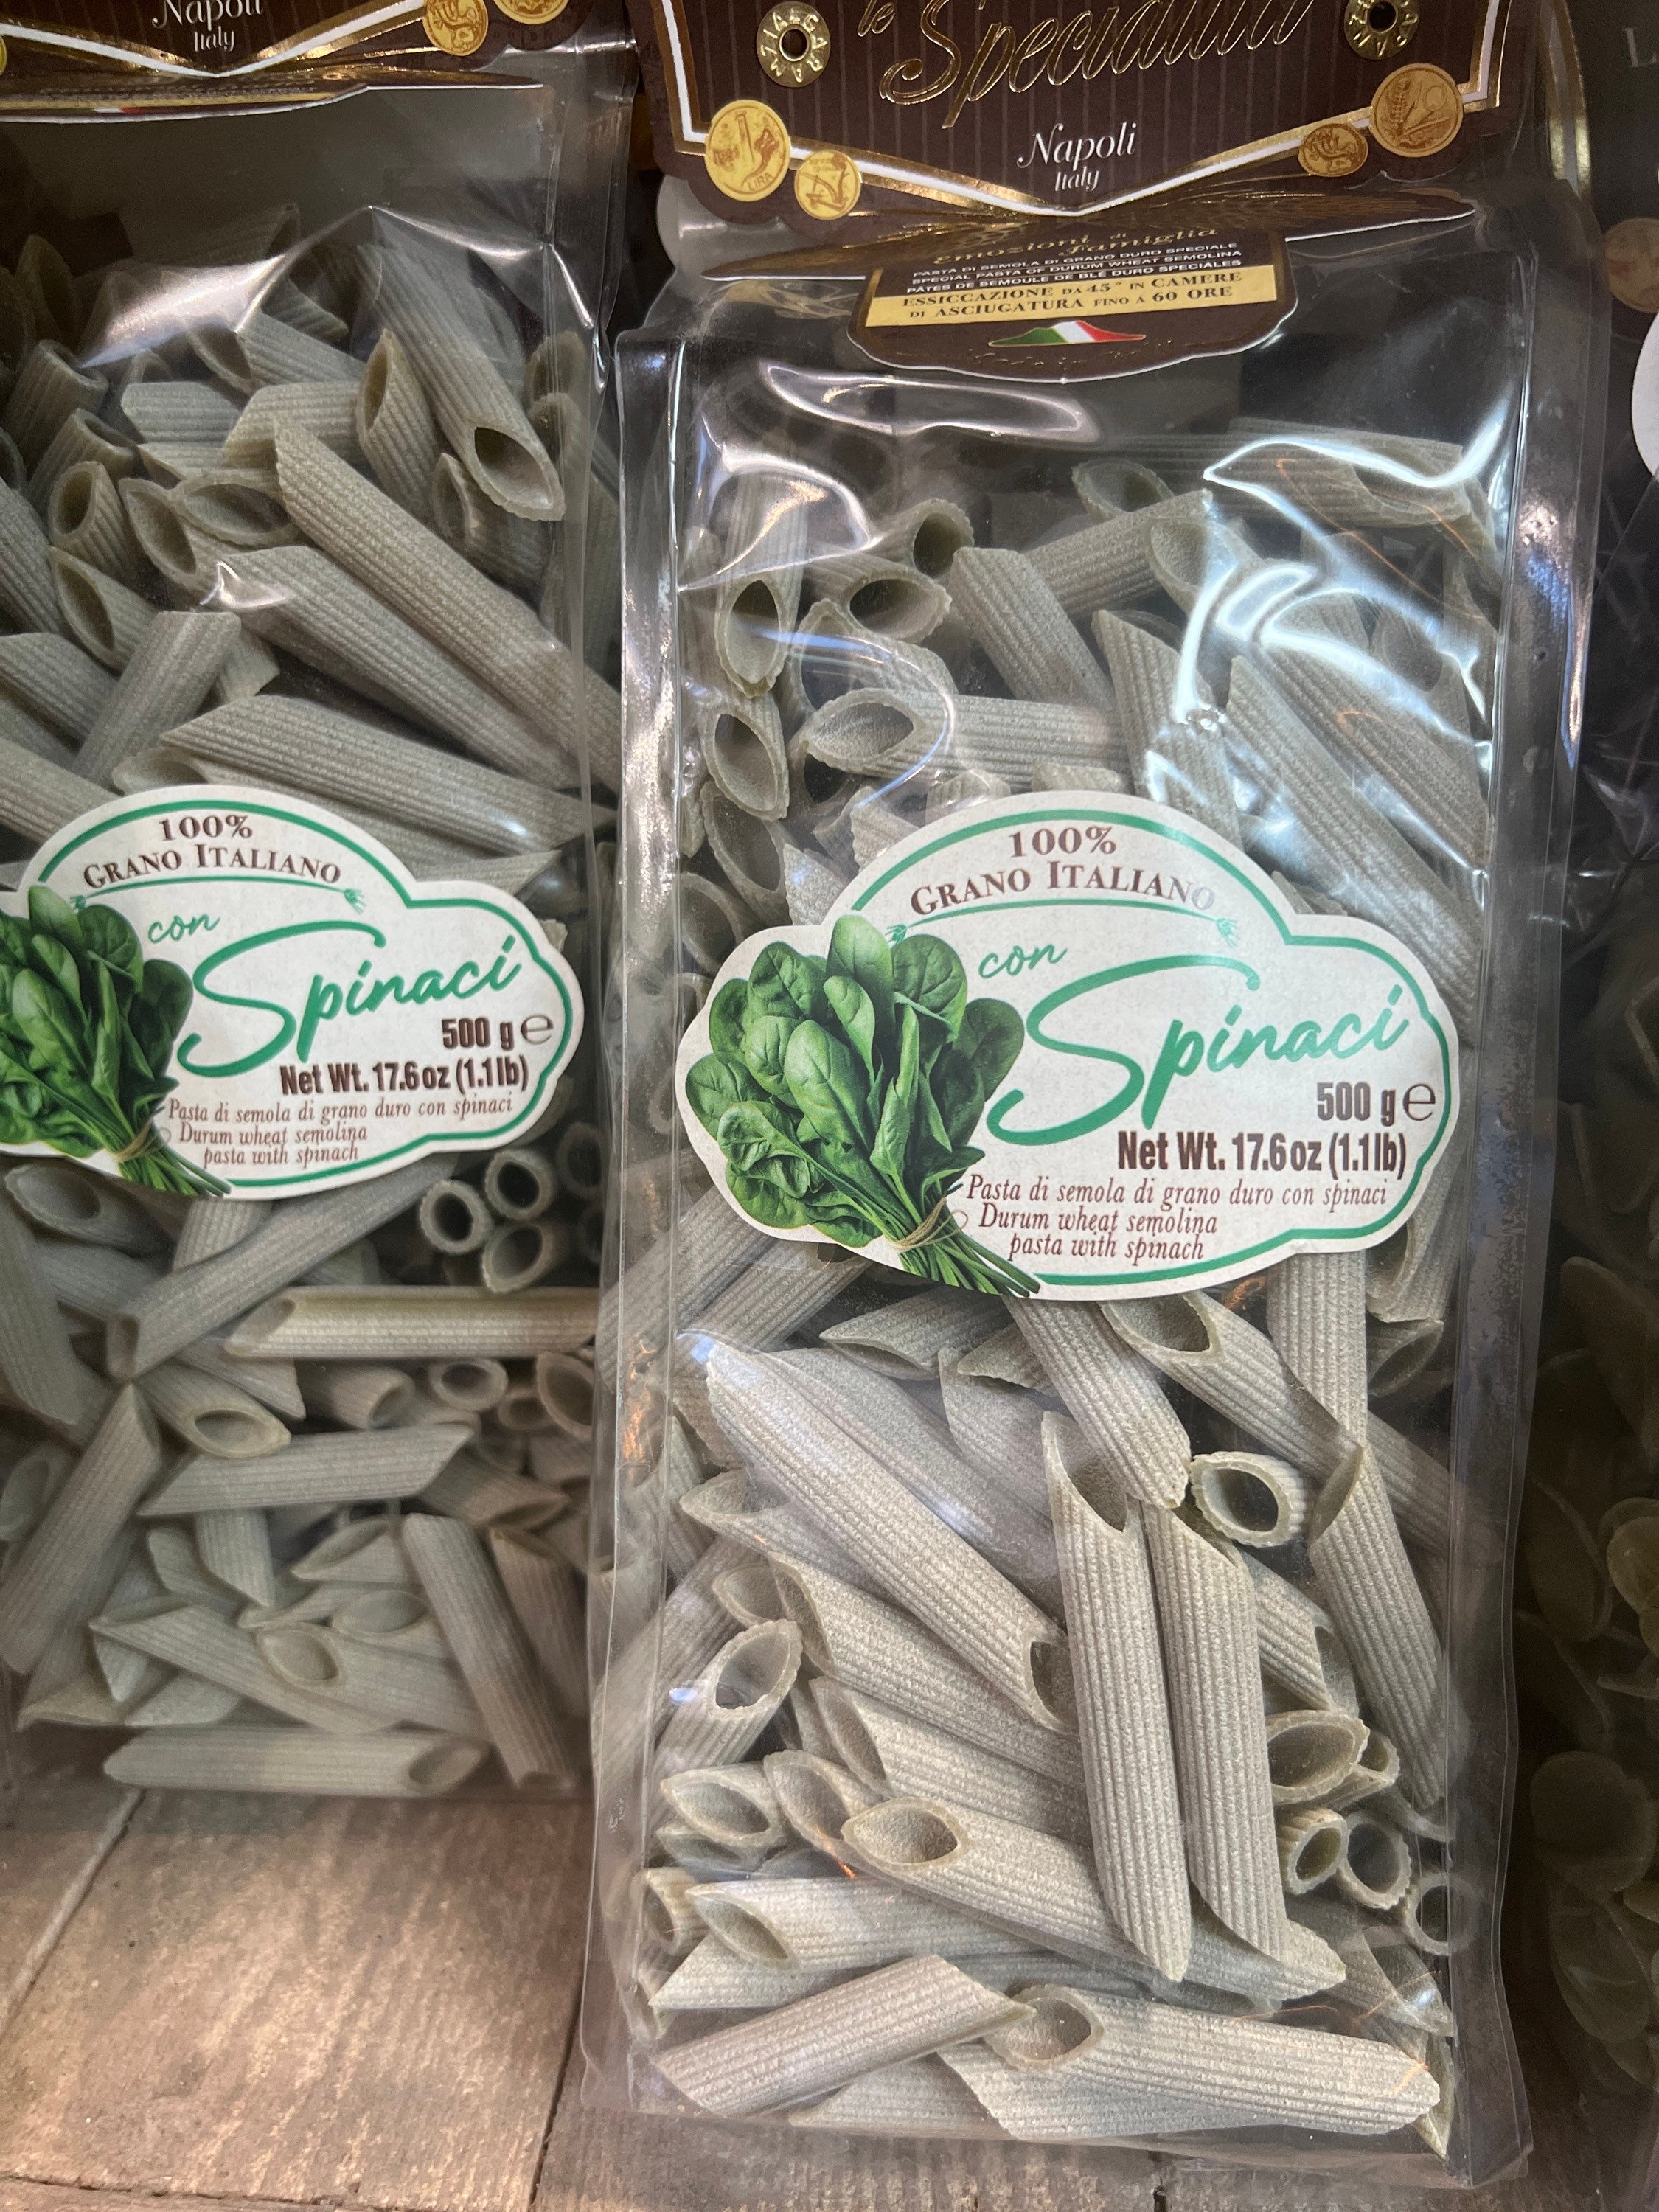 Napoli
Italy
100%
GRANO ITALIANO
con
Spinaci
500 g ℮
Net Wt. 17.6 oz (1.1 lb)
Pasta di semola di grano duro con spinaci
Durum wheat semolina
pasta with spinach
le Specialità
Napoli
Italy
LIRA
emozioni di famiglia
PASTA DI SEMOLA DI GRANO DURO SPECIALE
SPECIAL PASTA OF DURUM WHEAT SEMOLINA
PÂTES DE SEMOULE DE BLÉ DURO SPECIALES
ESSICCAZIONE DA 45° IN CAMERE
DI ASCIUGATURA FINO A 60 ORE
100%
GRANO ITALIANO
con
Spinaci
500 g ℮
Net Wt. 17.6 oz (1.1 lb)
Pasta di semola di grano duro con spinaci
Durum wheat semolina
pasta with spinach